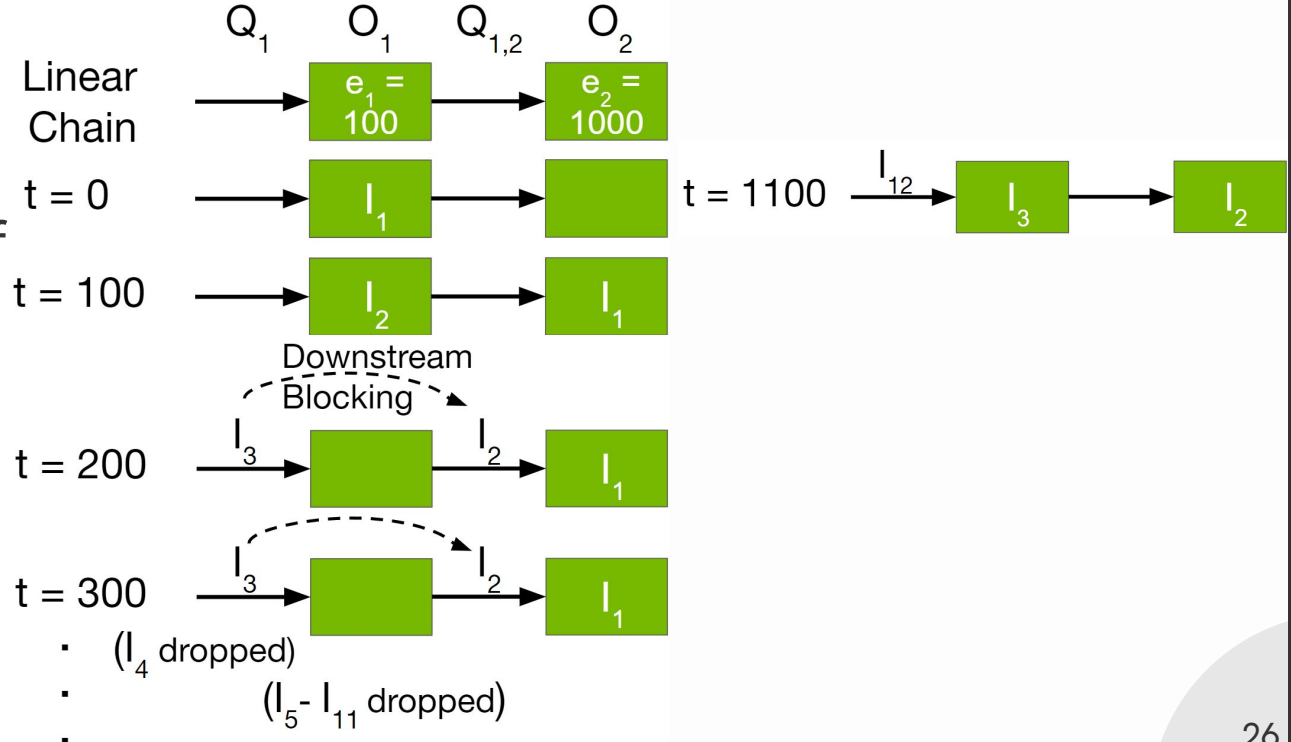 Q₁ O₁ Q₁,₂ O₂
Linear
Chain
e₁ =
100
e₂ =
1000
t = 0
I₁
t = 100
I₂ I₁
Downstream
Blocking
t = 200
I₃ I₂ I₁
t = 300
I₃ I₂ I₁
. (I₄ dropped)
. (I₅- I₁₁ dropped)
.
t = 1100 I₁₂ I₃ I₂
26